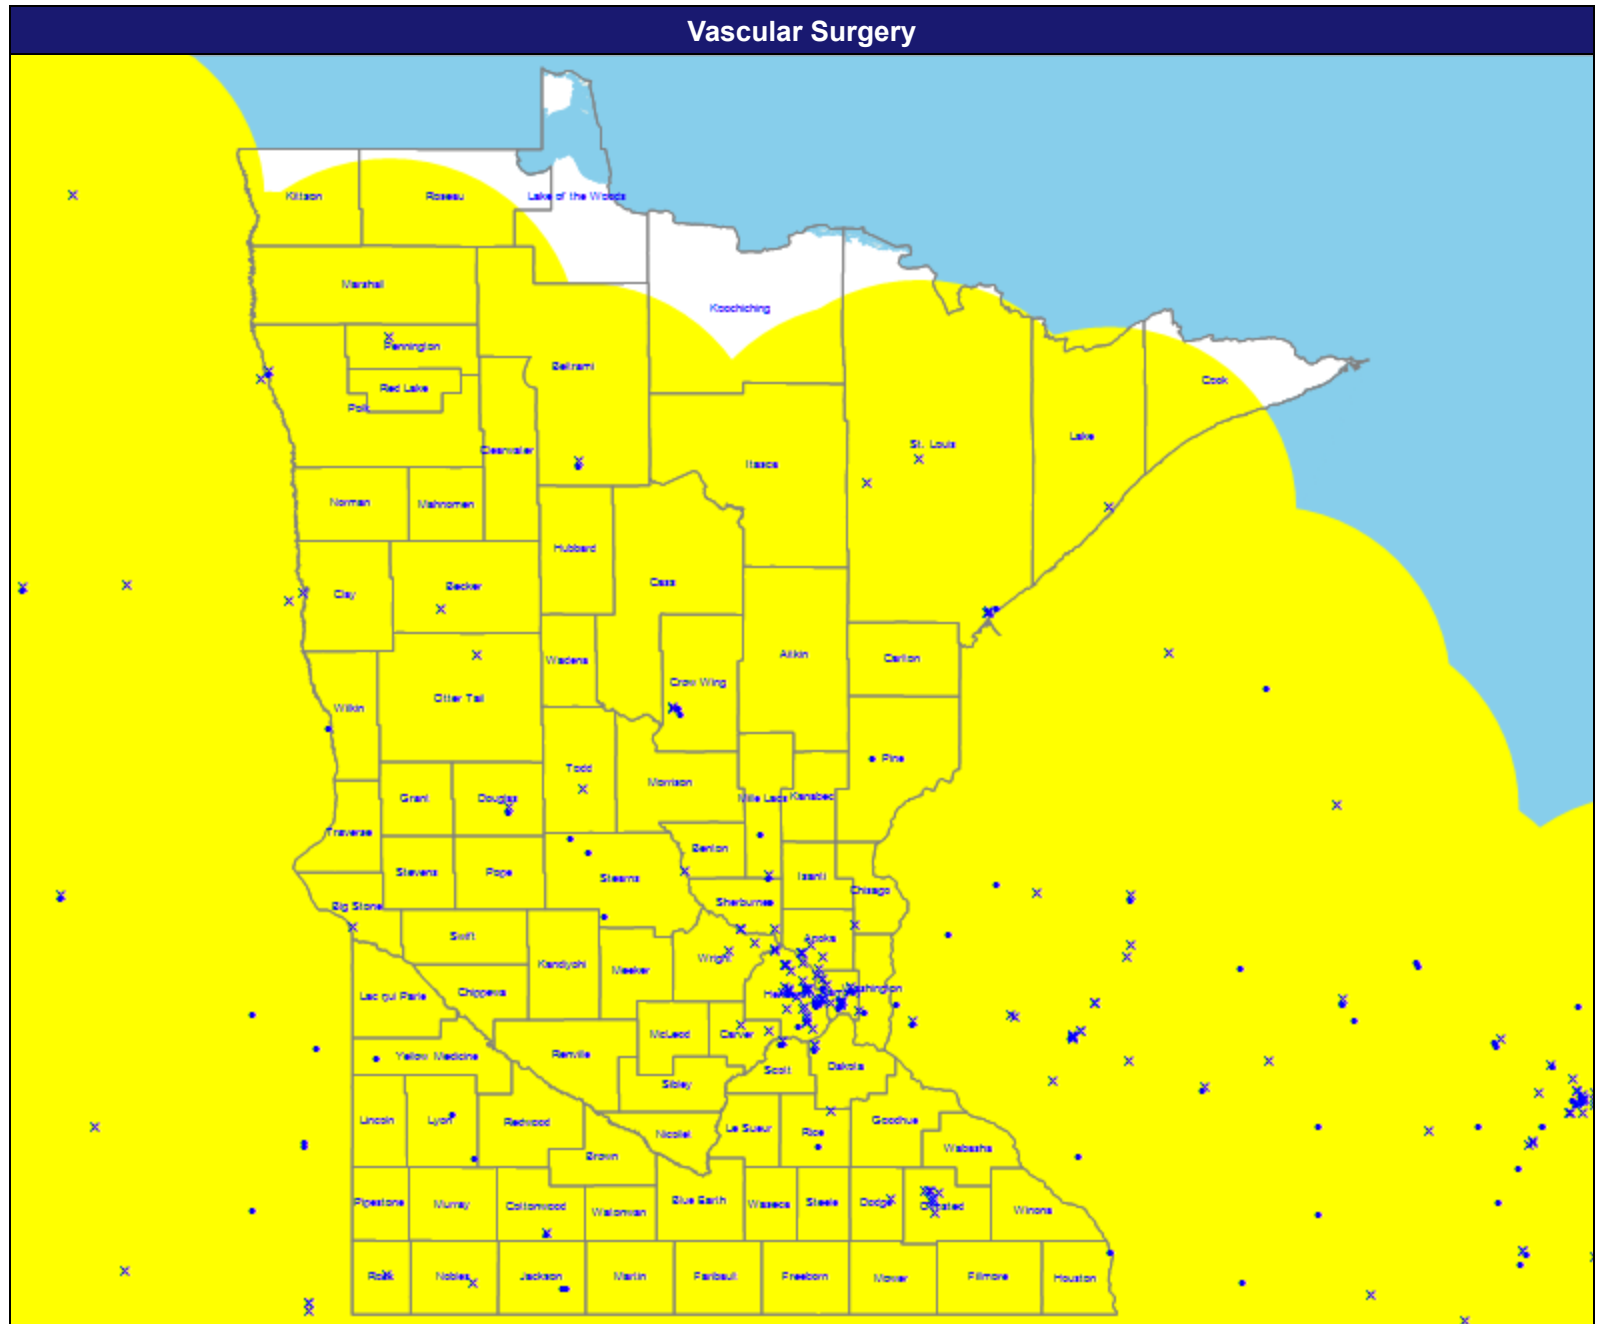 Vascular Surgery
Kittson
Roseau
Lake of the Woods
Marshall
Koochiching
Pennington
Beltrami
Red Lake
Cook
Polk
Lake
St. Louis
Clearwater
Itasca
Norman
Mahnomen
Hubbard
Cass
Becker
Clay
Aitkin
Carlton
Wadena
Crow Wing
Otter Tail
Wilkin
Pine
Todd
Morrison
Grant
Douglas
Mille Lacs
Kanabec
Traverse
Benton
Stevens
Pope
Stearns
Isanti
Chisago
Sherburne
Big Stone
Swift
Anoka
Wright
Kandiyohi
Meeker
Washington
Lac qui Parle
Chippewa
McLeod
Carver
Yellow Medicine
Renville
Dakota
Scott
Sibley
Lincoln
Lyon
Redwood
Goodhue
Le Sueur
Rice
Nicollet
Wabasha
Brown
Pipestone
Murray
Cottonwood
Watonwan
Blue Earth
Waseca
Steele
Dodge
Olmsted
Winona
Rock
Nobles
Jackson
Martin
Faribault
Freeborn
Mower
Fillmore
Houston